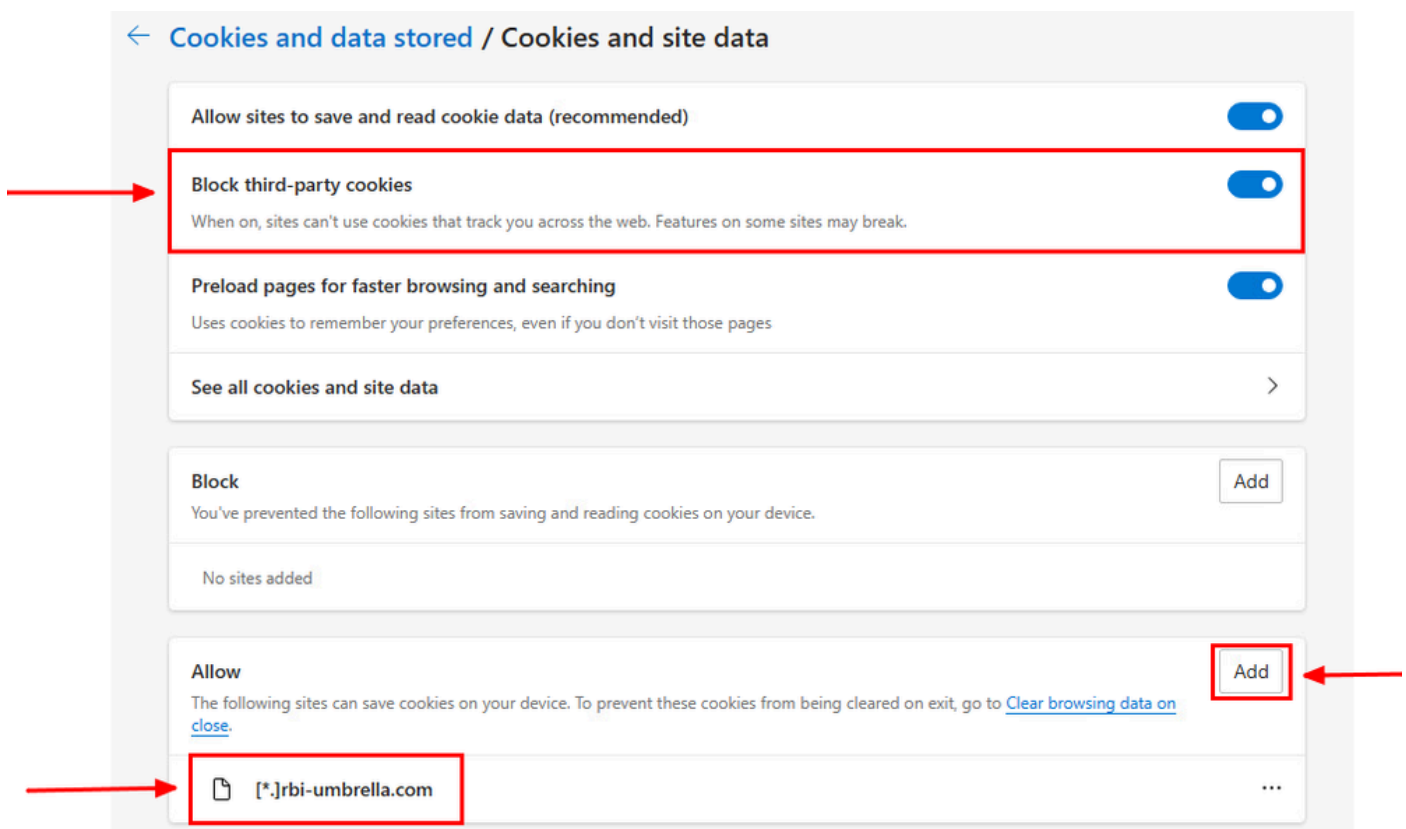 Cookies and data stored / Cookies and site data
Allow sites to save and read cookie data (recommended)
Block third-party cookies
When on, sites can't use cookies that track you across the web. Features on some sites may break.
Preload pages for faster browsing and searching
Uses cookies to remember your preferences, even if you don't visit those pages
See all cookies and site data
Block
Add
You've prevented the following sites from saving and reading cookies on your device.
No sites added
Allow
Add
The following sites can save cookies on your device. To prevent these cookies from being cleared on exit, go to Clear browsing data on
close.
[*.]rbi-umbrella.com